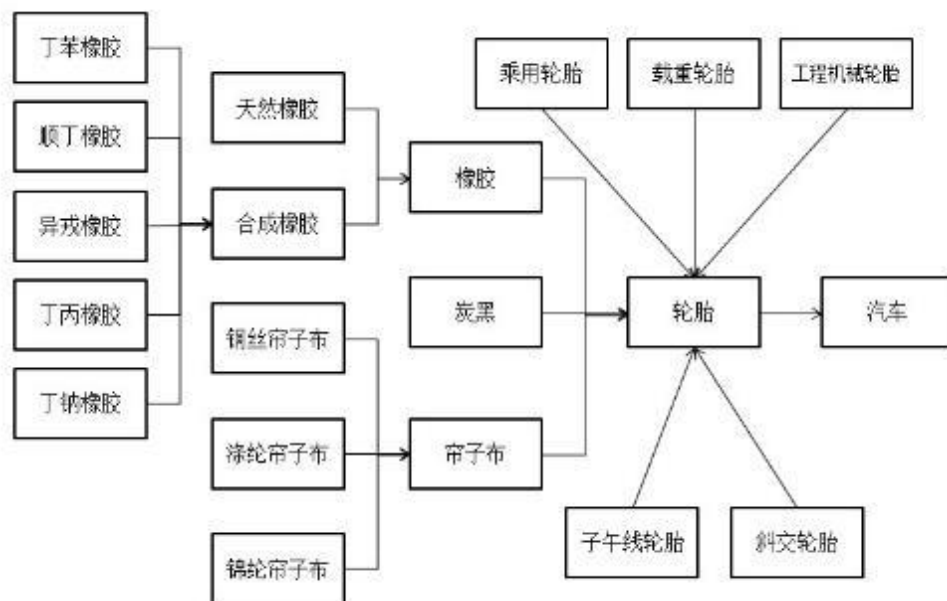 丁苯橡胶
顺丁橡胶
异戎橡胶
丁丙橡胶
丁钠橡胶
天然橡胶
合成橡胶
钢丝帘子布
涤纶帘子布
锦纶帘子布
橡胶
炭黑
帘子布
乘用轮胎
载重轮胎
工程机械轮胎
轮胎
汽车
子午线轮胎
斜交轮胎